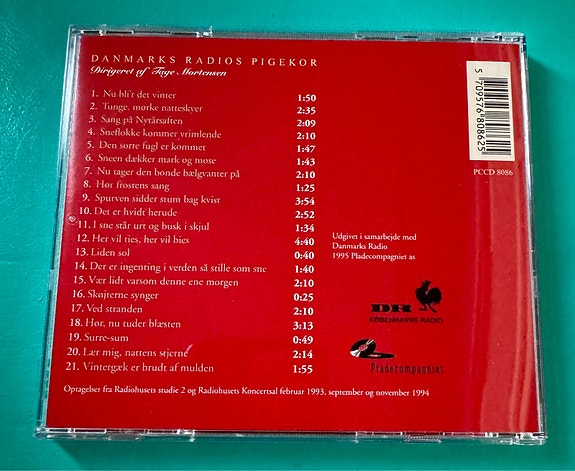 DANMARKS RADIOS PIGEKOR
Dirigeret af Tage Mortensen
1. Nu bli'r det vinter 1:50
2. Tunge, mørke natteskyer 2:35
3. Sang på Nytårsaften 2:09
4. Sneflokke kommer vrimlende 2:10
5. Den sorte fugl er kommet 1:47
6. Sneen dækker mark og mose 1:43
7. Nu tager den bonde bælgvanter på 2:10
8. Hør frostens sang 1:25
9. Spurven sidder stum bag kvist 3:54
10. Det er hvidt herude 2:52
11. I sne står urt og busk i skjul 1:34
12. Her vil ties, her vil bies 4:40
13. Liden sol 0:40
14. Der er ingenting i verden så stille som sne 1:40
15. Vær lidt varsom denne ene morgen 2:10
16. Skøjterne synger 0:25
17. Ved stranden 2:10
18. Hør, nu tuder blæsten 3:13
19. Surre-sum 0:49
20. Lær mig, nattens stjerne 2:14
21. Vintergæk er brudt af mulden 1:55
Optagelser fra Radiohusets studie 2 og Radiohusets Koncertsal februar 1993, september og november 1994
5 709576 808625
PCCD 8086
Udgivet i samarbejde med
Danmarks Radio
1995 Pladecompagniet as
DR
KØBENHAVNS RADIO
Pladecompagniet